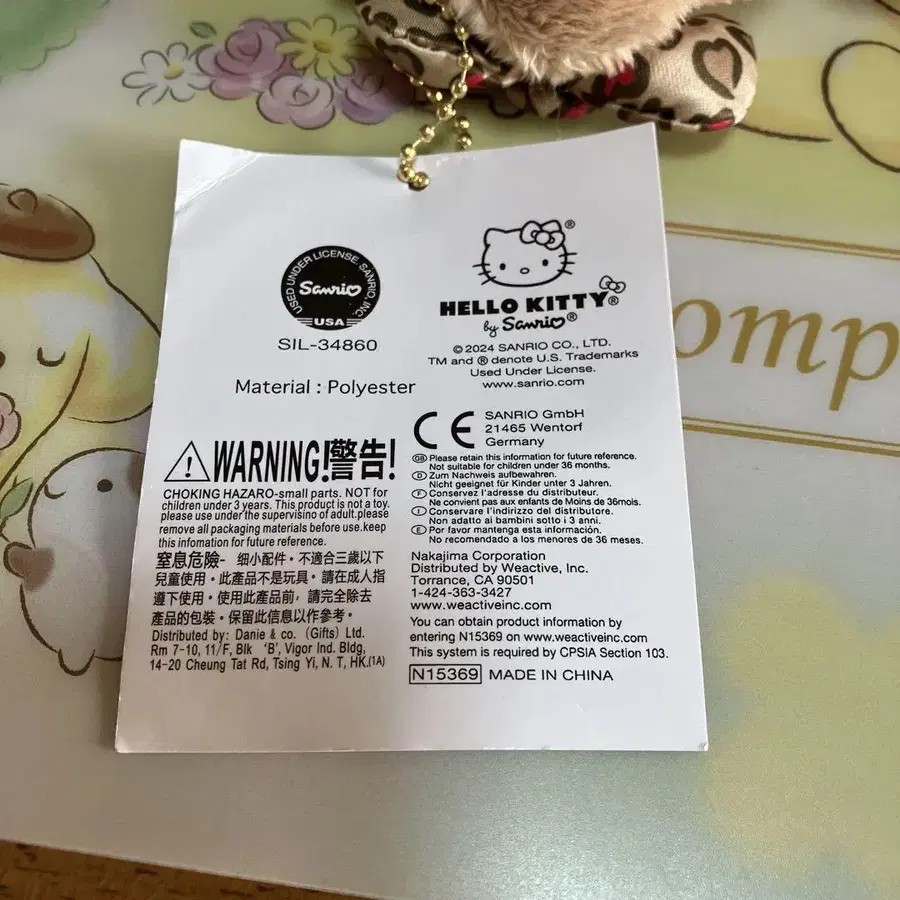 USED UNDER LICENSE. SANRIO, INC.
Sanrio
USA
SIL-34860
HELLO KITTY®
by Sanrio®
© 2024 SANRIO CO., LTD.
TM and ® denote U.S. Trademarks
Used Under License.
www.sanrio.com
Material : Polyester
CE
SANRIO GmbH
21465 Wentorf
Germany
WARNING!警告!
CHOKING HAZARO-small parts. NOT for
children under 3 years. This product is not a toy.
please use under the supervisino of adult.please
remove all packaging materials before use.keep
this information for future reference.
窒息危險- 细小配件。不適合三歲以下
兒童使用。此產品不是玩具。請在成人指
遵下使用。使用此產品前,請完全除去
產品的包裝。保留此信息以作參考。
Distributed by: Danie & co. (Gifts) Ltd.
Rm 7-10, 11/F, Blk ‘B’, Vigor Ind. Bldg,
14-20 Cheung Tat Rd, Tsing Yi, N. T, HK.(1A)
GB Please retain this information for future reference.
Not suitable for children under 36 months.
D Zum Nachweis aufbewahren.
Nicht geeignet für Kinder unter 3 Jahren.
F Conservez l'adresse du distributeur.
Ne convient pas aux enfants de Moins de 36mois.
I Conservare l'indirizzo del distributore.
Non adatto ai bambini sotto i 3 anni.
E Por favor mantenga esta información.
No recomendado a los menores de 36 meses.
Nakajima Corporation
Distributed by Weactive, Inc.
Torrance, CA 90501
1-424-363-3427
www.weactiveinc.com
You can obtain product information by
entering N15369 on www.weactiveinc.com
This system is required by CPSIA Section 103.
N15369 MADE IN CHINA
omp